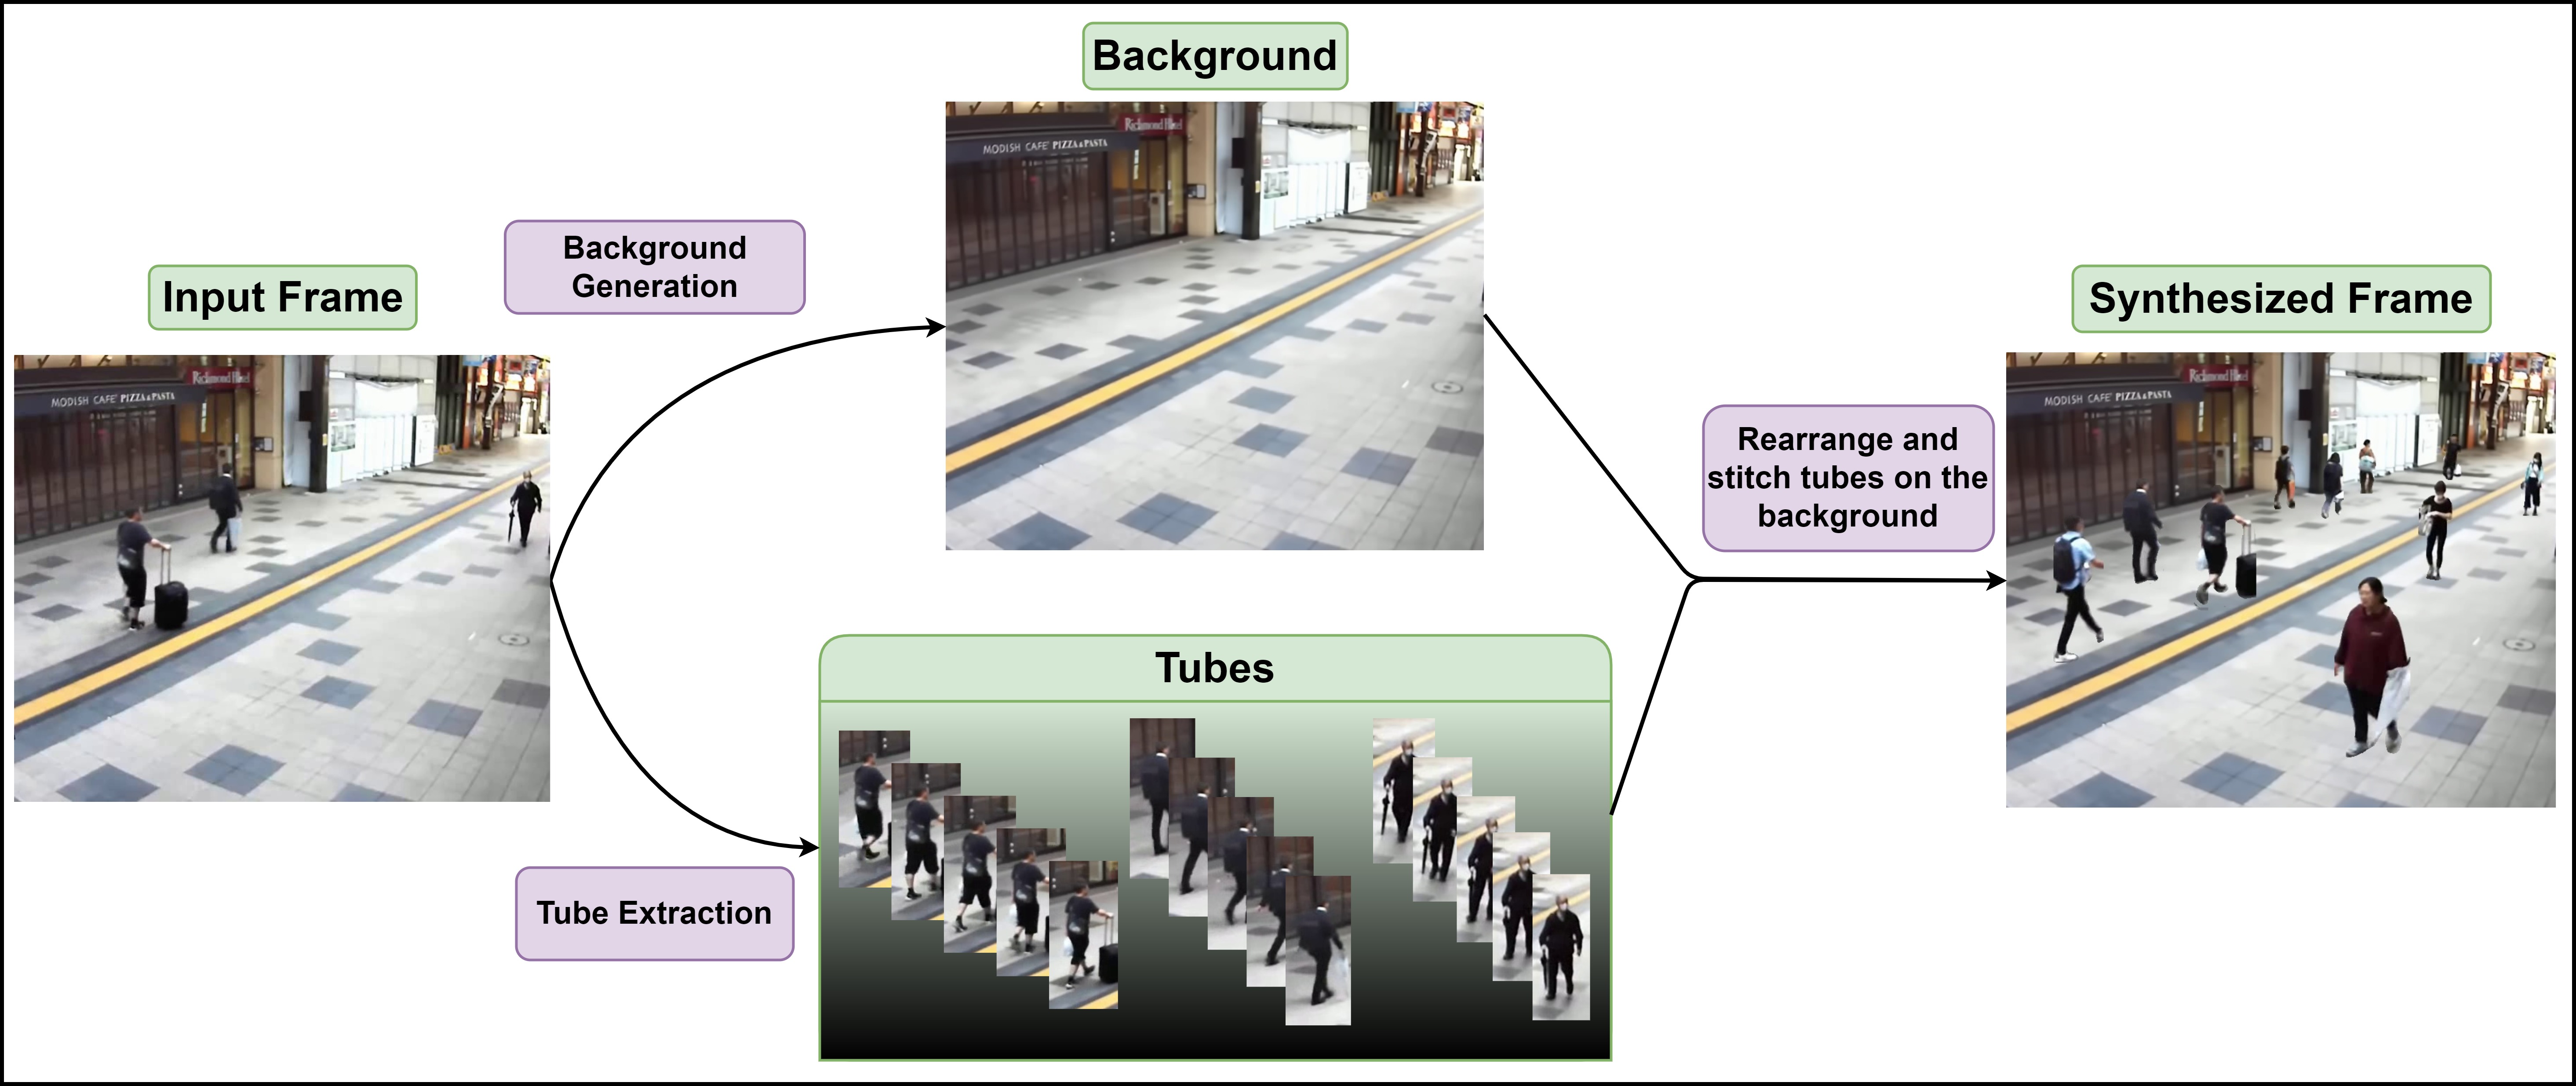 Background
MODISH CAFE' PIZZA&PASTA
Richmond Hotel
Background
Generation
Input Frame
MODISH CAFE' PIZZA&PASTA
Richmond Hotel
Synthesized Frame
MODISH CAFE' PIZZA&PASTA
Richmond Hotel
Rearrange and
stitch tubes on the
background
Tubes
Tube Extraction